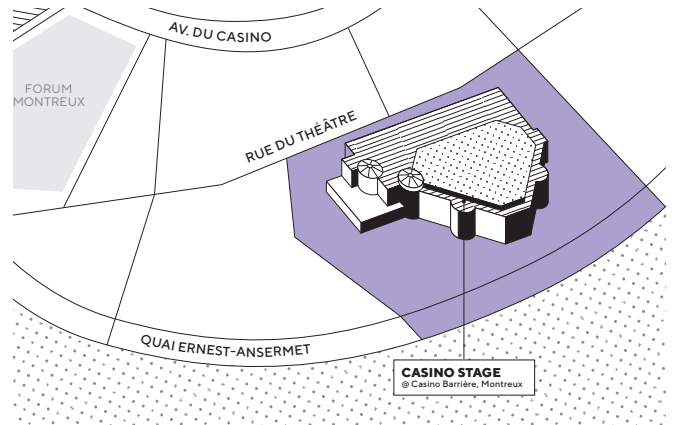 AV. DU CASINO
FORUM
MONTREUX
RUE DU THÉÂTRE
QUAI ERNEST-ANSERMET
CASINO STAGE
@ Casino Barrière, Montreux